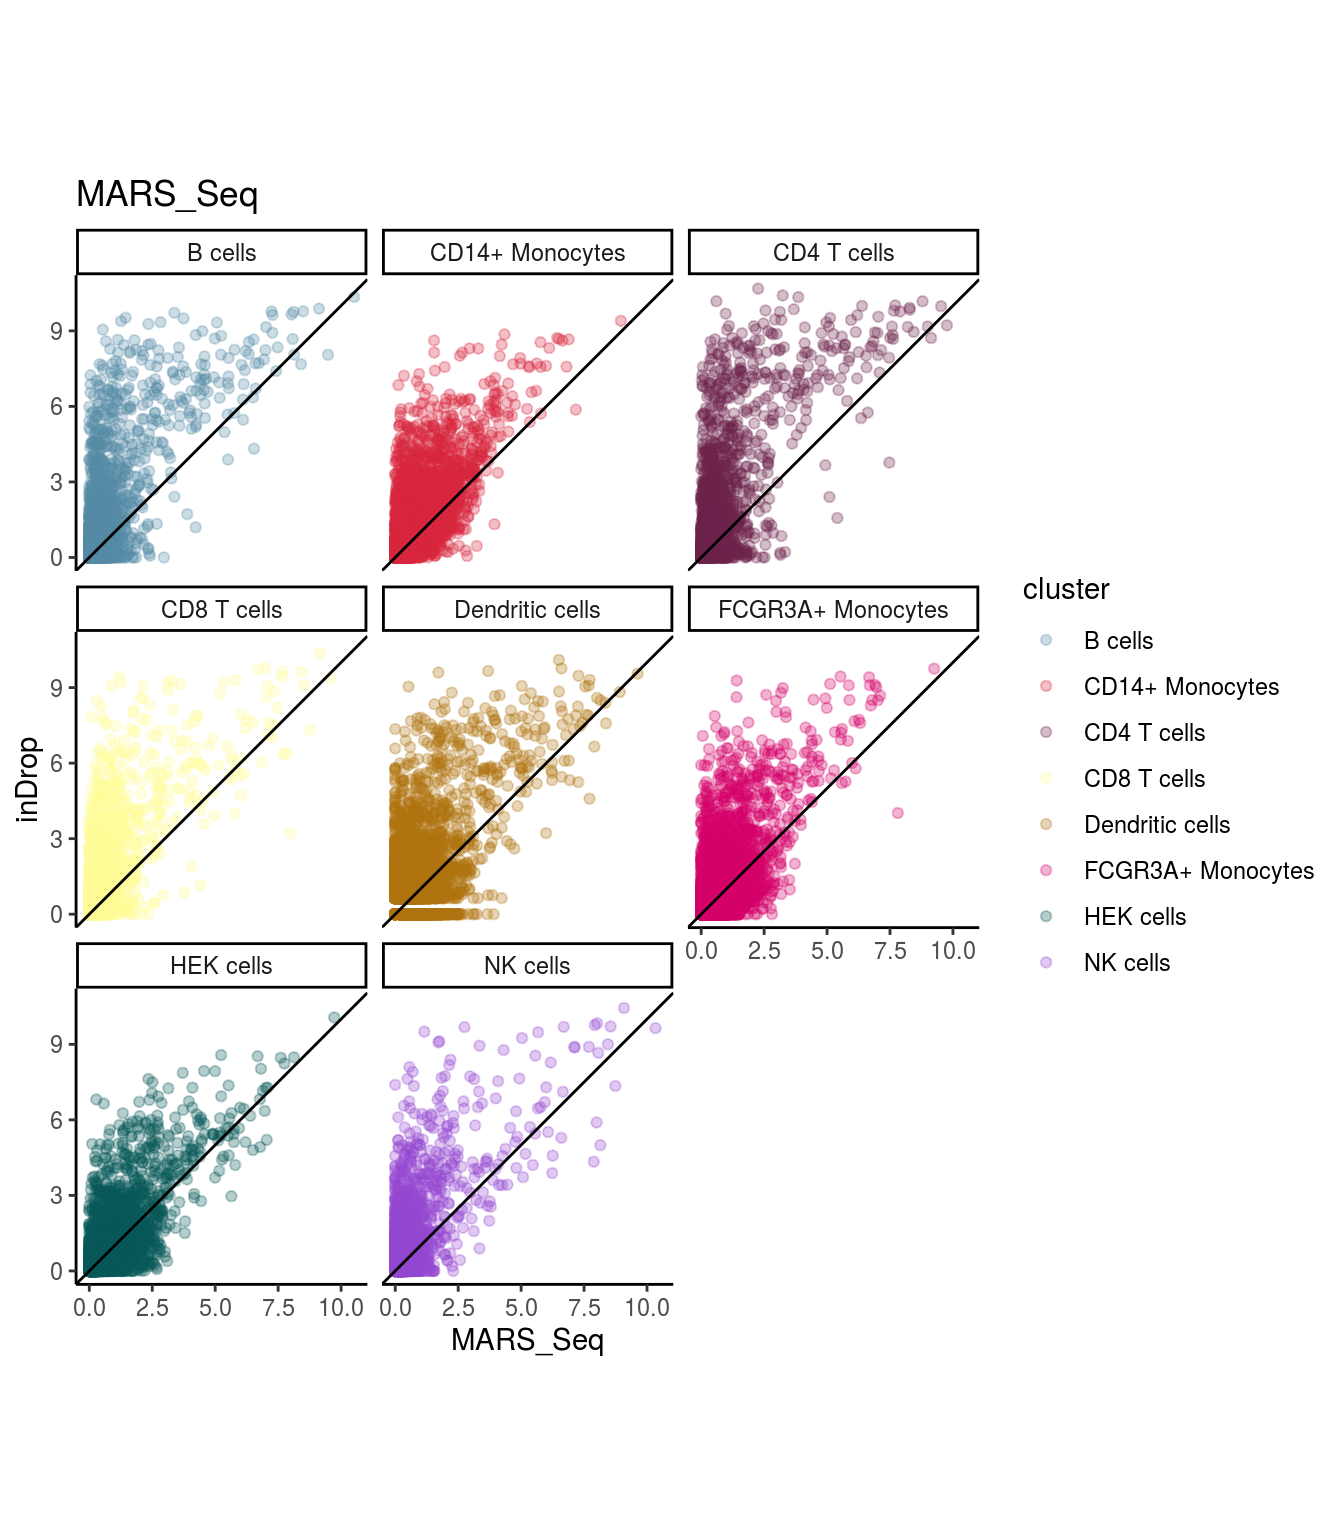 MARS_Seq
B cells
CD14+ Monocytes
CD4 T cells
9
6
3
0
CD8 T cells
Dendritic cells
FCGR3A+ Monocytes
9
6
3
0
0.0 2.5 5.0 7.5 10.0
HEK cells
NK cells
9
6
3
0
0.0 2.5 5.0 7.5 10.0
0.0 2.5 5.0 7.5 10.0
MARS_Seq
inDrop
cluster
B cells
CD14+ Monocytes
CD4 T cells
CD8 T cells
Dendritic cells
FCGR3A+ Monocytes
HEK cells
NK cells